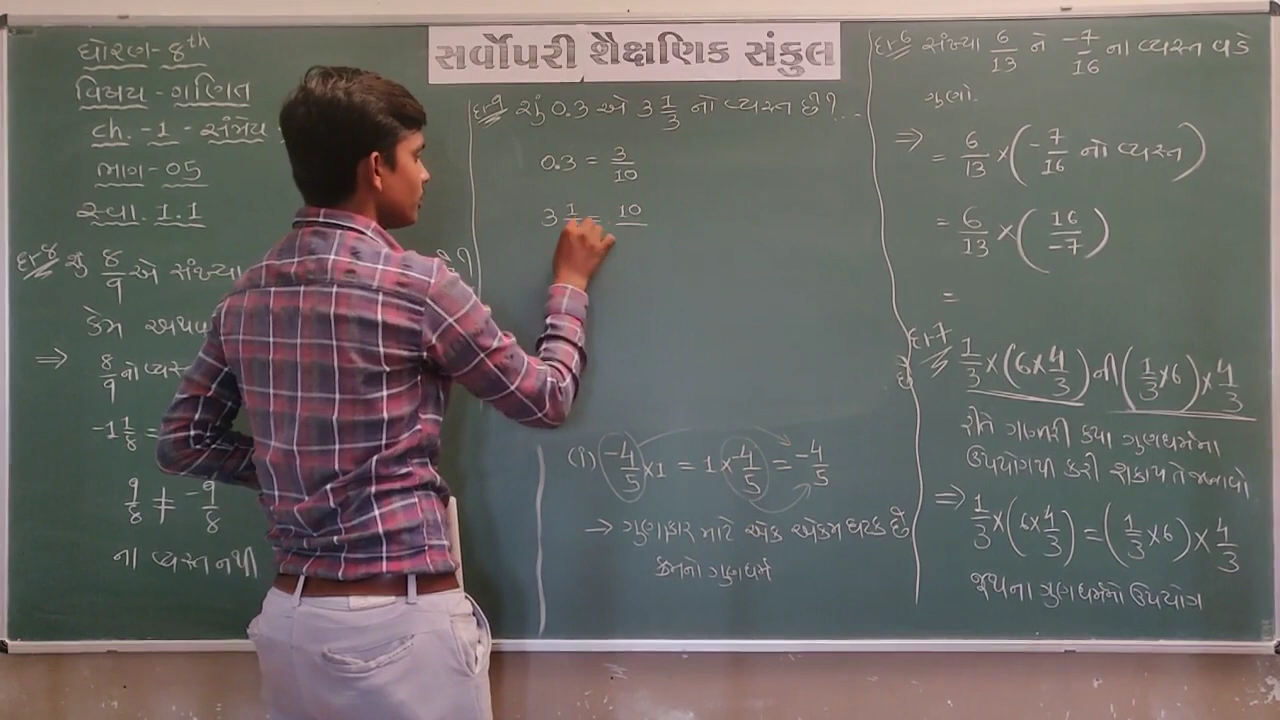 સર્વોપરી શૈક્ષણિક સંકુલ
ધોરણ - 8th
વિષય - ગણિત
ch. - 1 - સંમેય
ભાગ - 05
સ્વા. 1.1
દા-8 શું 8/9 એ સંખ્યા
છે?
કેમ અથવા
⇒ 8/9 નો વ્યસ્ત
-1 1/8 =
9/8 ≠ -9/8
ના વ્યસ્ત નથી
દા-9 શું 0.3 એ 3 1/3 નો વ્યસ્ત છે? ...
0.3 = 3/10
3 1 = 10
(i) -4/5 × 1 = 1 × -4/5 = -4/5
→ ગુણાકાર માટે એક એકમ ઘટક છે
ક્રમનો ગુણધર્મ
દા-6 સંખ્યા 6/13 ને -7/16 ના વ્યસ્ત વડે
ગુણો.
⇒ = 6/13 × (-7/16 નો વ્યસ્ત)
= 6/13 × (16/-7)
=
દા-7 1/3 × (6 × 4/3) ની (1/3 × 6) × 4/3
રીતે ગણતરી કયા ગુણધર્મના
ઉપયોગથી કરી શકાય તે જણાવો
⇒ 1/3 × (6 × 4/3) = (1/3 × 6) × 4/3
જૂથના ગુણધર્મનો ઉપયોગ
છે